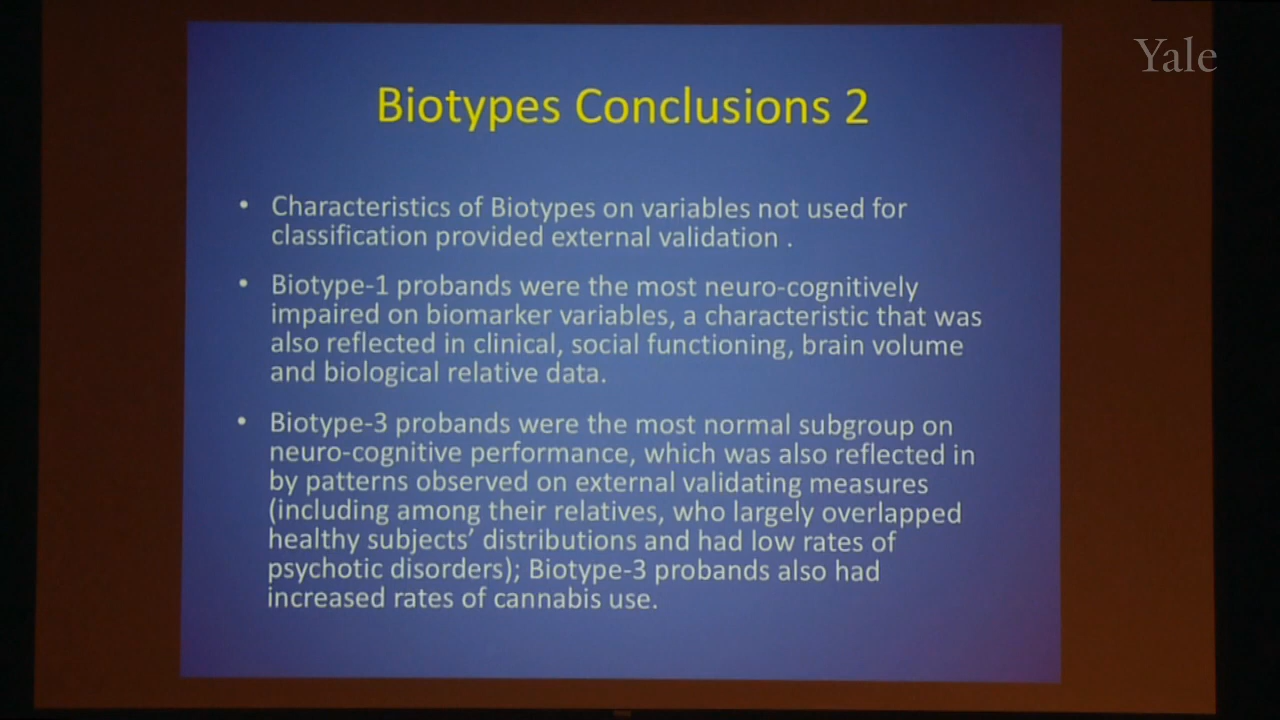 Yale
Biotypes Conclusions 2
• Characteristics of Biotypes on variables not used for
classification provided external validation .
• Biotype-1 probands were the most neuro-cognitively
impaired on biomarker variables, a characteristic that was
also reflected in clinical, social functioning, brain volume
and biological relative data.
• Biotype-3 probands were the most normal subgroup on
neuro-cognitive performance, which was also reflected in
by patterns observed on external validating measures
(including among their relatives, who largely overlapped
healthy subjects’ distributions and had low rates of
psychotic disorders); Biotype-3 probands also had
increased rates of cannabis use.